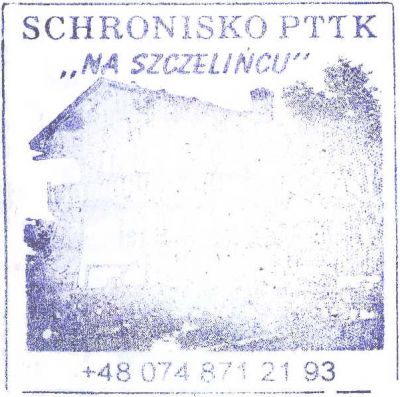 SCHRONISKO PTTK
„NA SZCZELIŃCU”
+48 074 871 21 93